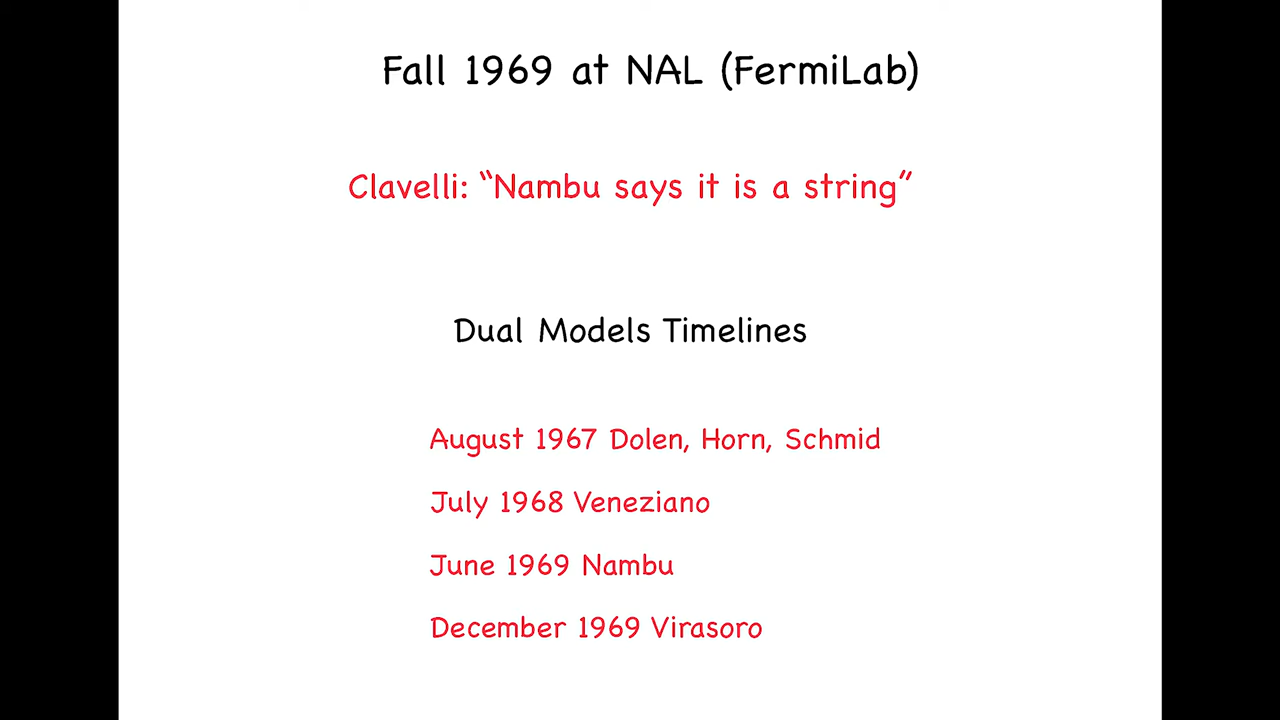 Fall 1969 at NAL (FermiLab)
Clavelli: “Nambu says it is a string”
Dual Models Timelines
August 1967 Dolen, Horn, Schmid
July 1968 Veneziano
June 1969 Nambu
December 1969 Virasoro